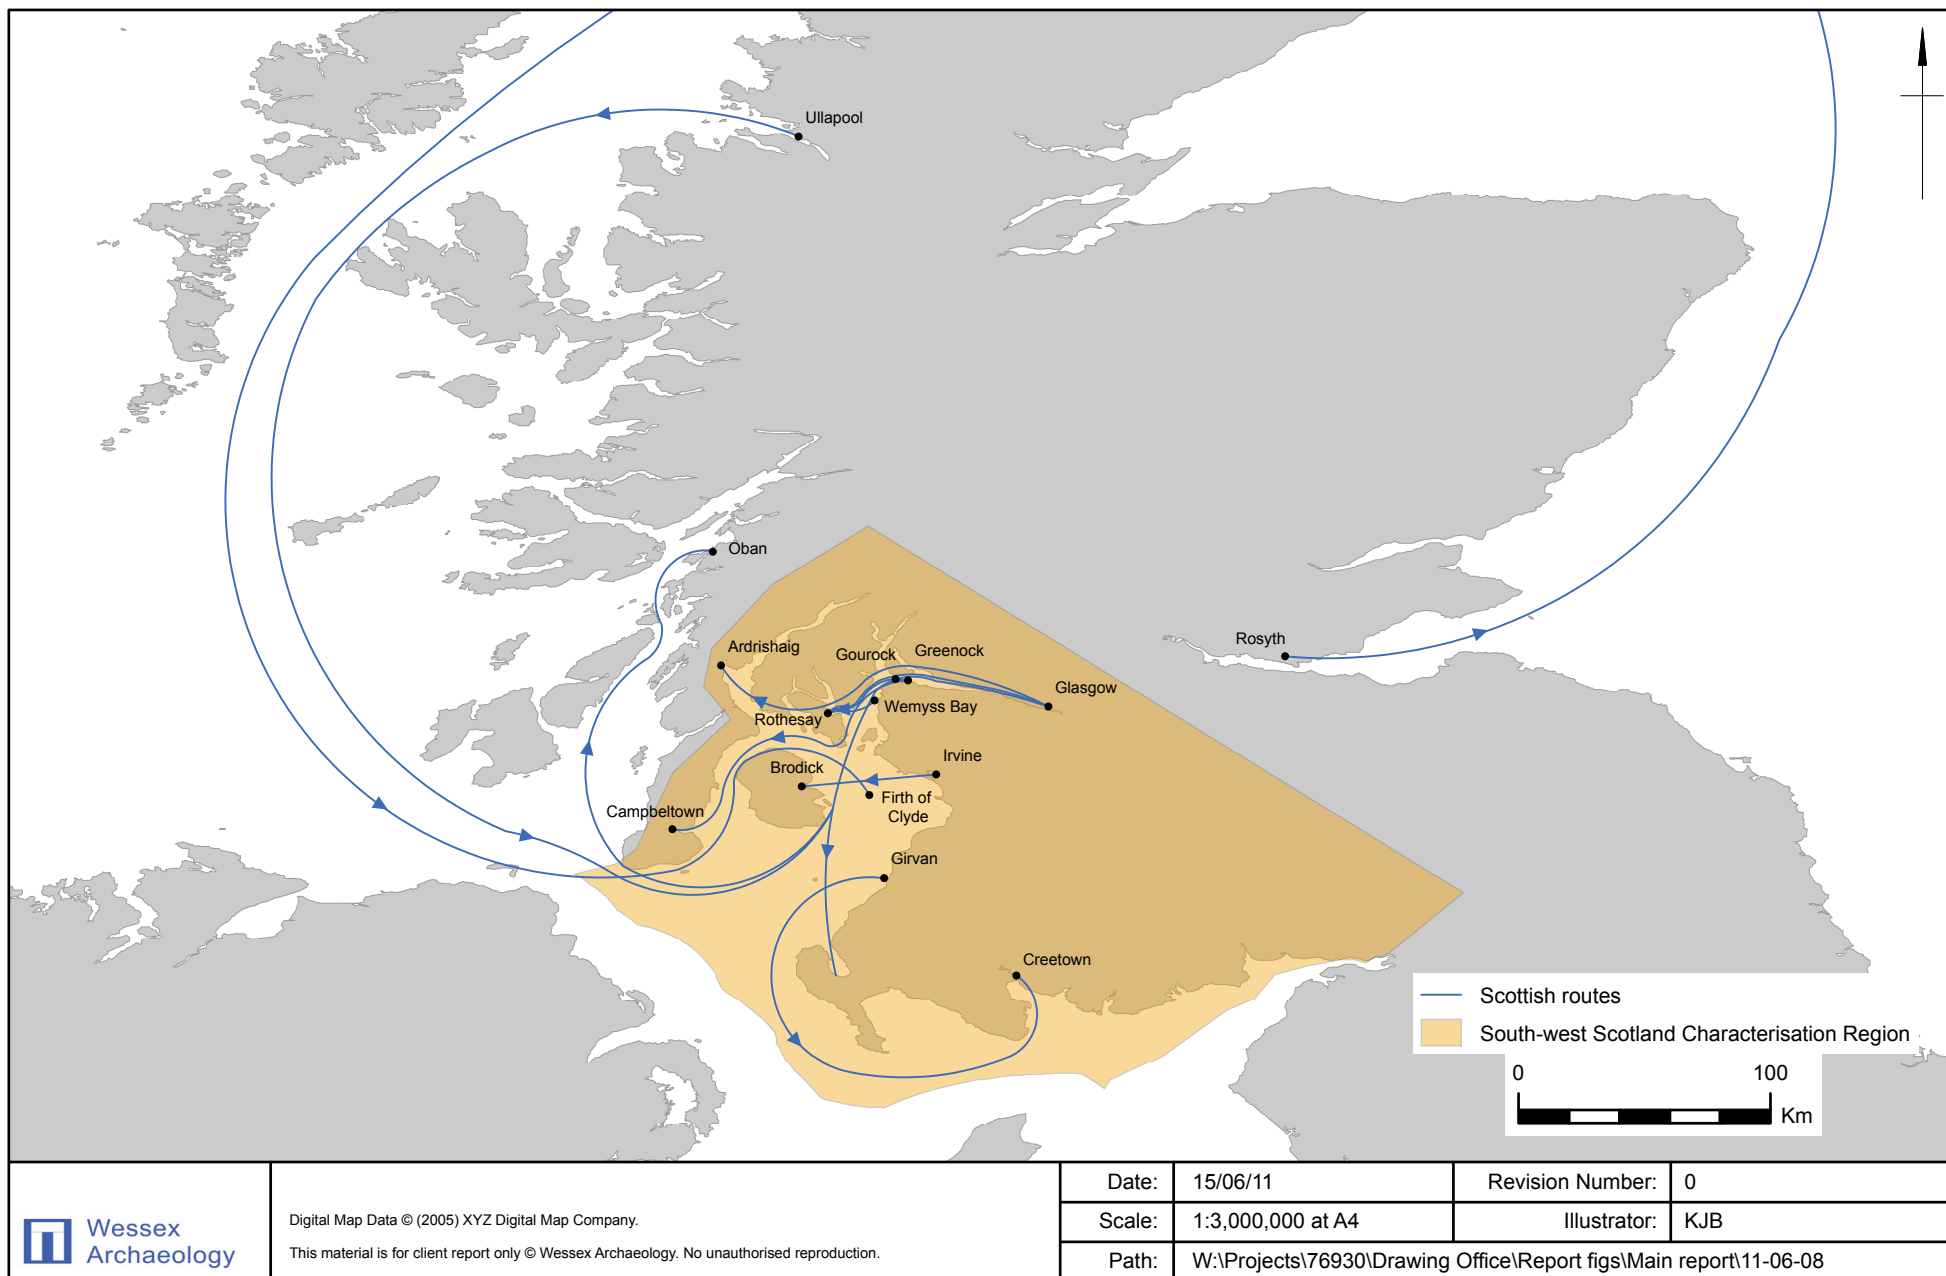 Ullapool
Oban
Rosyth
Ardrishaig
Gourock
Greenock
Glasgow
Wemyss Bay
Rothesay
Irvine
Brodick
Firth of
Clyde
Campbeltown
Girvan
Creetown
Scottish routes
South-west Scotland Characterisation Region
0 100
Km
Wessex
Archaeology
Digital Map Data © (2005) XYZ Digital Map Company.
This material is for client report only © Wessex Archaeology. No unauthorised reproduction.
Date: 15/06/11 Revision Number: 0
Scale: 1:3,000,000 at A4 Illustrator: KJB
Path: W:\Projects\76930\Drawing Office\Report figs\Main report\11-06-08